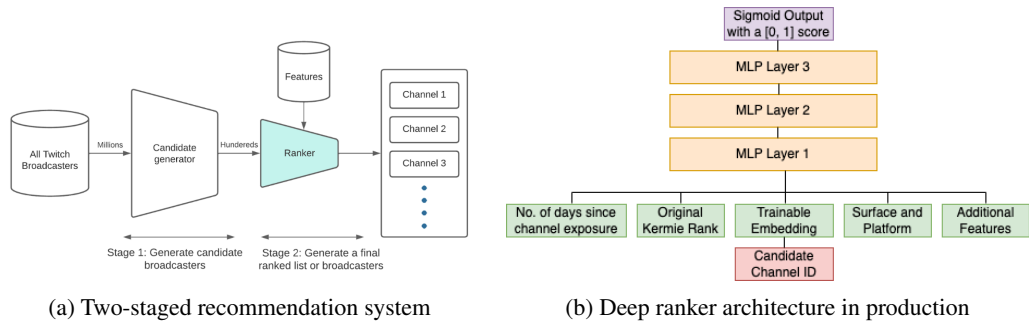 Features
All Twitch
Broadcasters
Millions
Candidate
generator
Hundereds
Ranker
Channel 1
Channel 2
Channel 3
Stage 1: Generate candidate
broadcasters
Stage 2: Generate a final
ranked list or broadcasters
(a) Two-staged recommendation system
Sigmoid Output
with a [0, 1] score
MLP Layer 3
MLP Layer 2
MLP Layer 1
No. of days since
channel exposure
Original
Kermie Rank
Trainable
Embedding
Surface and
Platform
Additional
Features
Candidate
Channel ID
(b) Deep ranker architecture in production